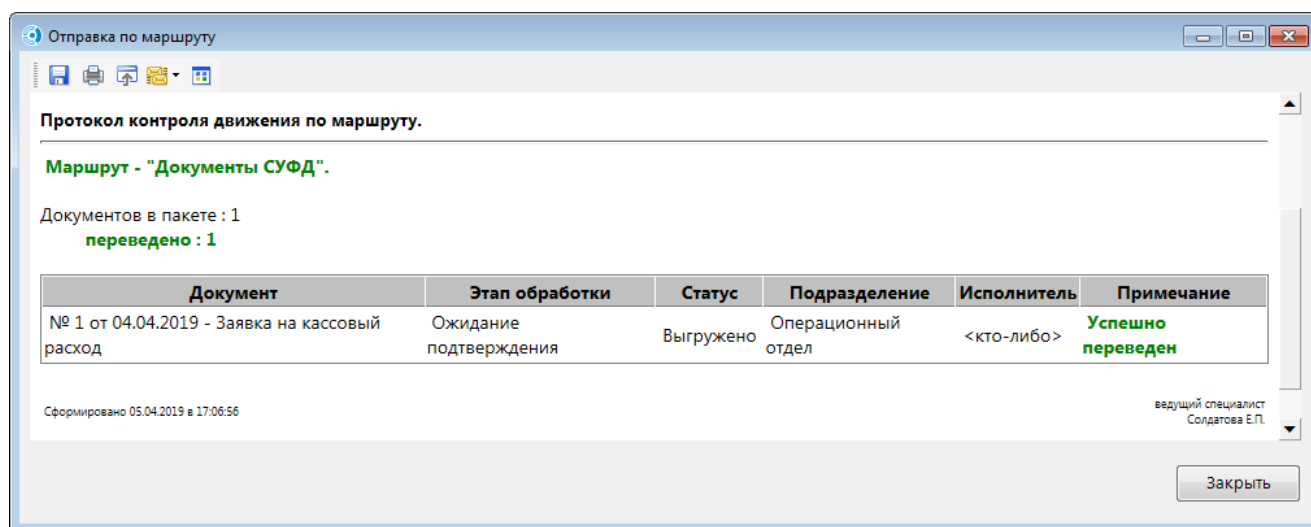 Отправка по маршруту
Протокол контроля движения по маршруту.
Маршрут - "Документы СУФД".
Документов в пакете : 1
переведено : 1
Документ Этап обработки Статус Подразделение Исполнитель Примечание
№ 1 от 04.04.2019 - Заявка на кассовый расход Ожидание подтверждения Выгружено Операционный отдел <кто-либо> Успешно переведен
Сформировано 05.04.2019 в 17:06:56
ведущий специалист
Солдатова Е.П.
Закрыть